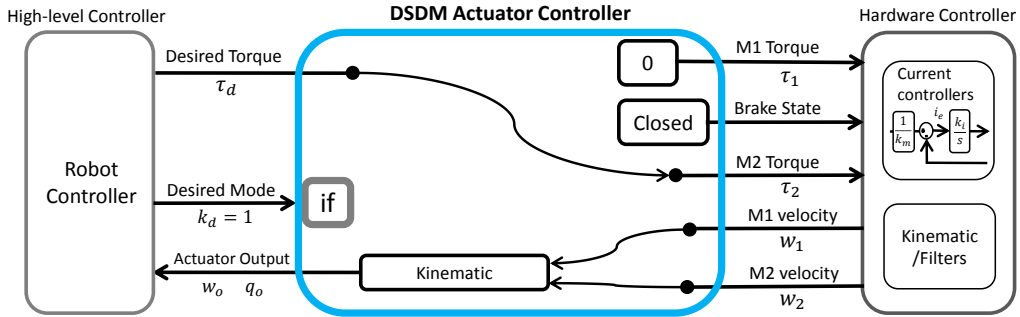 High-level Controller
DSDM Actuator Controller
Hardware Controller
Desired Torque
τ_d
0
M1 Torque
τ_1
Current
controllers
1
k_m
i_e
k_i
s
Closed
Brake State
Robot
Controller
M2 Torque
τ_2
Desired Mode
k_d = 1
if
M1 velocity
w_1
Kinematic
/Filters
Actuator Output
w_o q_o
Kinematic
M2 velocity
w_2